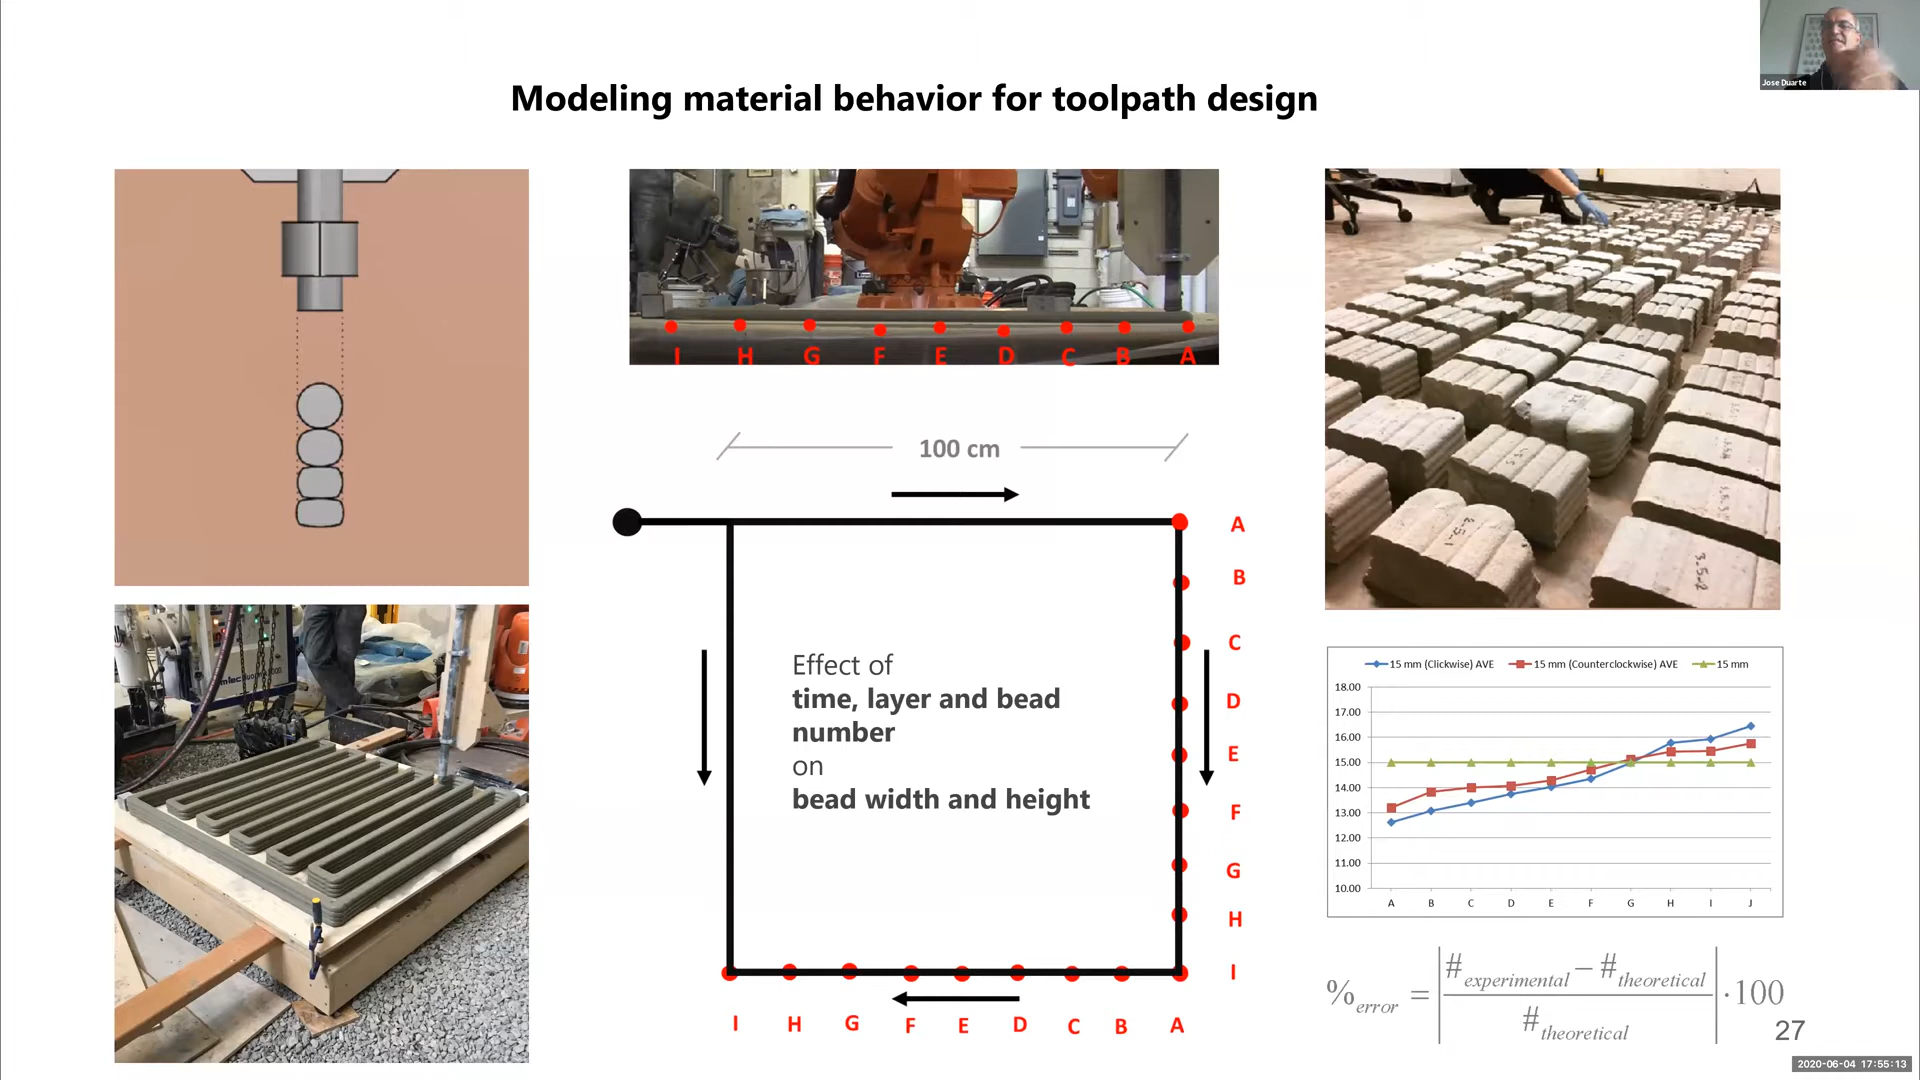 Jose Duarte
Modeling material behavior for toolpath design
I H G F E D C B A
100 cm
A
B
C
D
E
F
G
H
I
I H G F E D C B A
Effect of
time, layer and bead
number
on
bead width and height
3.5-2
15 mm (Clickwise) AVE 15 mm (Counterclockwise) AVE 15 mm
18.00
17.00
16.00
15.00
14.00
13.00
12.00
11.00
10.00
A B C D E F G H I J
%error = |#experimental − #theoretical / #theoretical| ·100
27
2020-06-04 17:55:13